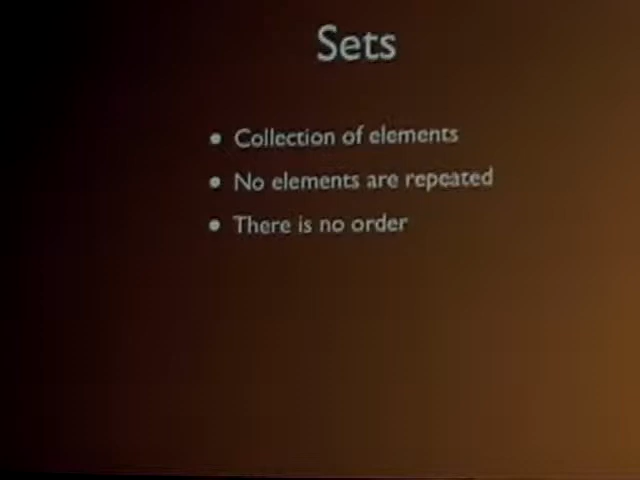 Sets
• Collection of elements
• No elements are repeated
• There is no order